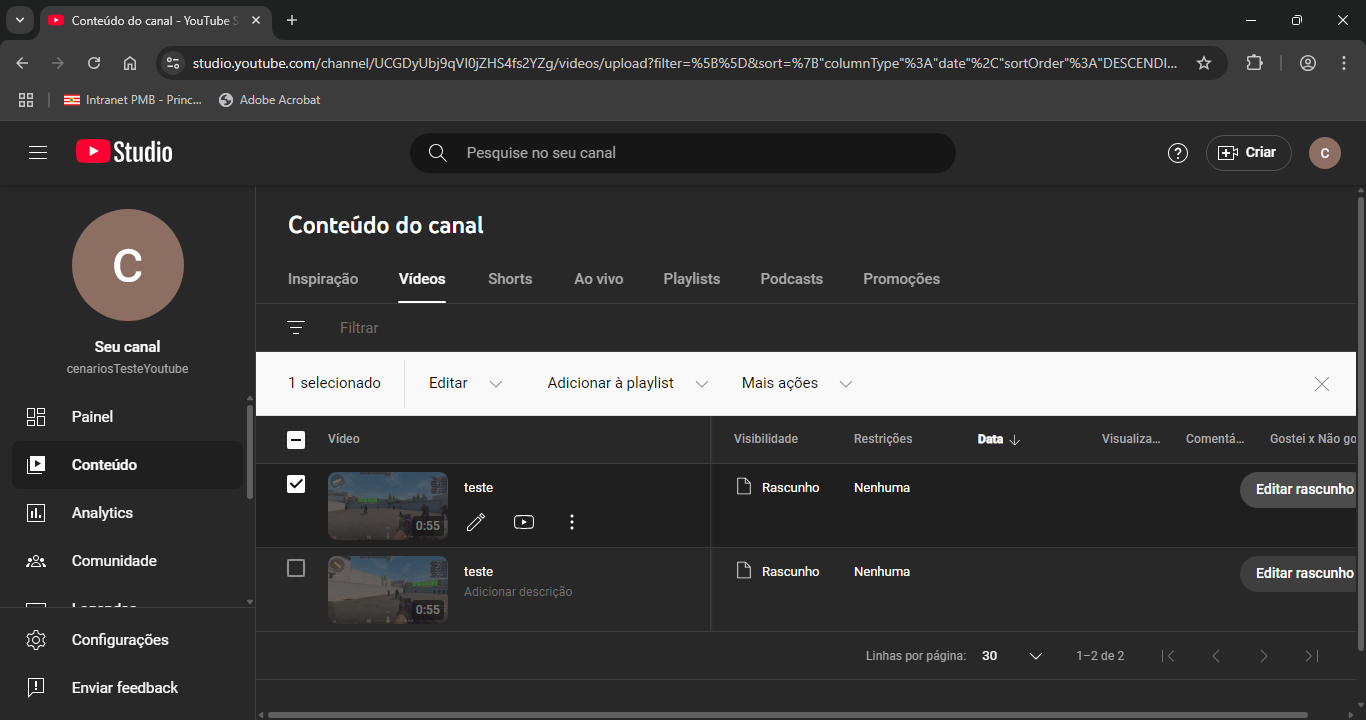 Conteúdo do canal - YouTube S
studio.youtube.com/channel/UCGDyUbj9qVI0jZHS4fs2YZg/videos/upload?filter=%5B%5D&sort=%7B"columnType"%3A"date"%2C"sortOrder"%3A"DESCENDI...
Intranet PMB - Princ...
Adobe Acrobat
Studio
Pesquise no seu canal
Criar
C
C
Seu canal
cenariosTesteYoutube
Painel
Conteúdo
Analytics
Comunidade
Legendas
Configurações
Enviar feedback
Conteúdo do canal
Inspiração Vídeos Shorts Ao vivo Playlists Podcasts Promoções
Filtrar
1 selecionado Editar Adicionar à playlist Mais ações
Vídeo Visibilidade Restrições Data Visualiza... Comentá... Gostei x Não go
teste Rascunho Nenhuma Editar rascunho
0:55
teste Rascunho Nenhuma Editar rascunho
Adicionar descrição
0:55
Linhas por página: 30 1–2 de 2